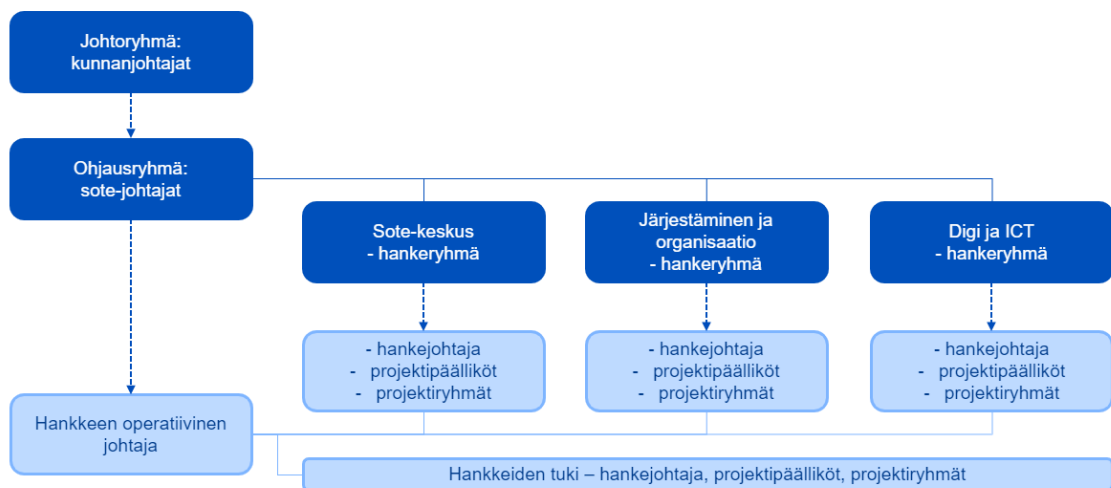 Johtoryhmä:
kunnanjohtajat
Ohjausryhmä:
sote-johtajat
Sote-keskus
- hankeryhmä
Järjestäminen ja
organisaatio
- hankeryhmä
Digi ja ICT
- hankeryhmä
- hankejohtaja
- projektipäälliköt
- projektiryhmät
- hankejohtaja
- projektipäälliköt
- projektiryhmät
- hankejohtaja
- projektipäälliköt
- projektiryhmät
Hankkeen operatiivinen
johtaja
Hankkeiden tuki – hankejohtaja, projektipäälliköt, projektiryhmät